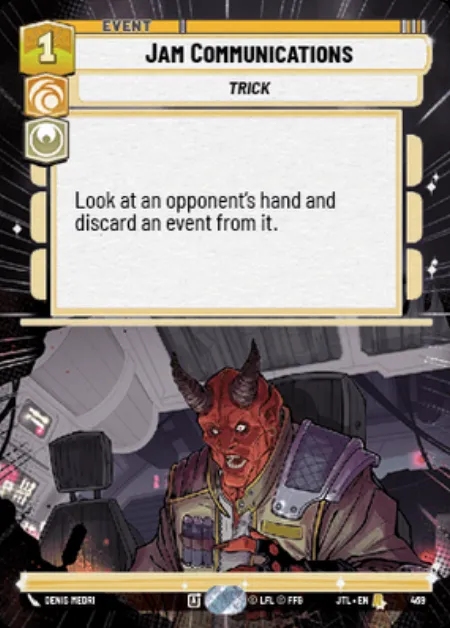 EVENT
1
JAM COMMUNICATIONS
TRICK
Look at an opponent's hand and
discard an event from it.
DENIS MEDRI
© LFL © FFG
JTL • EN
469